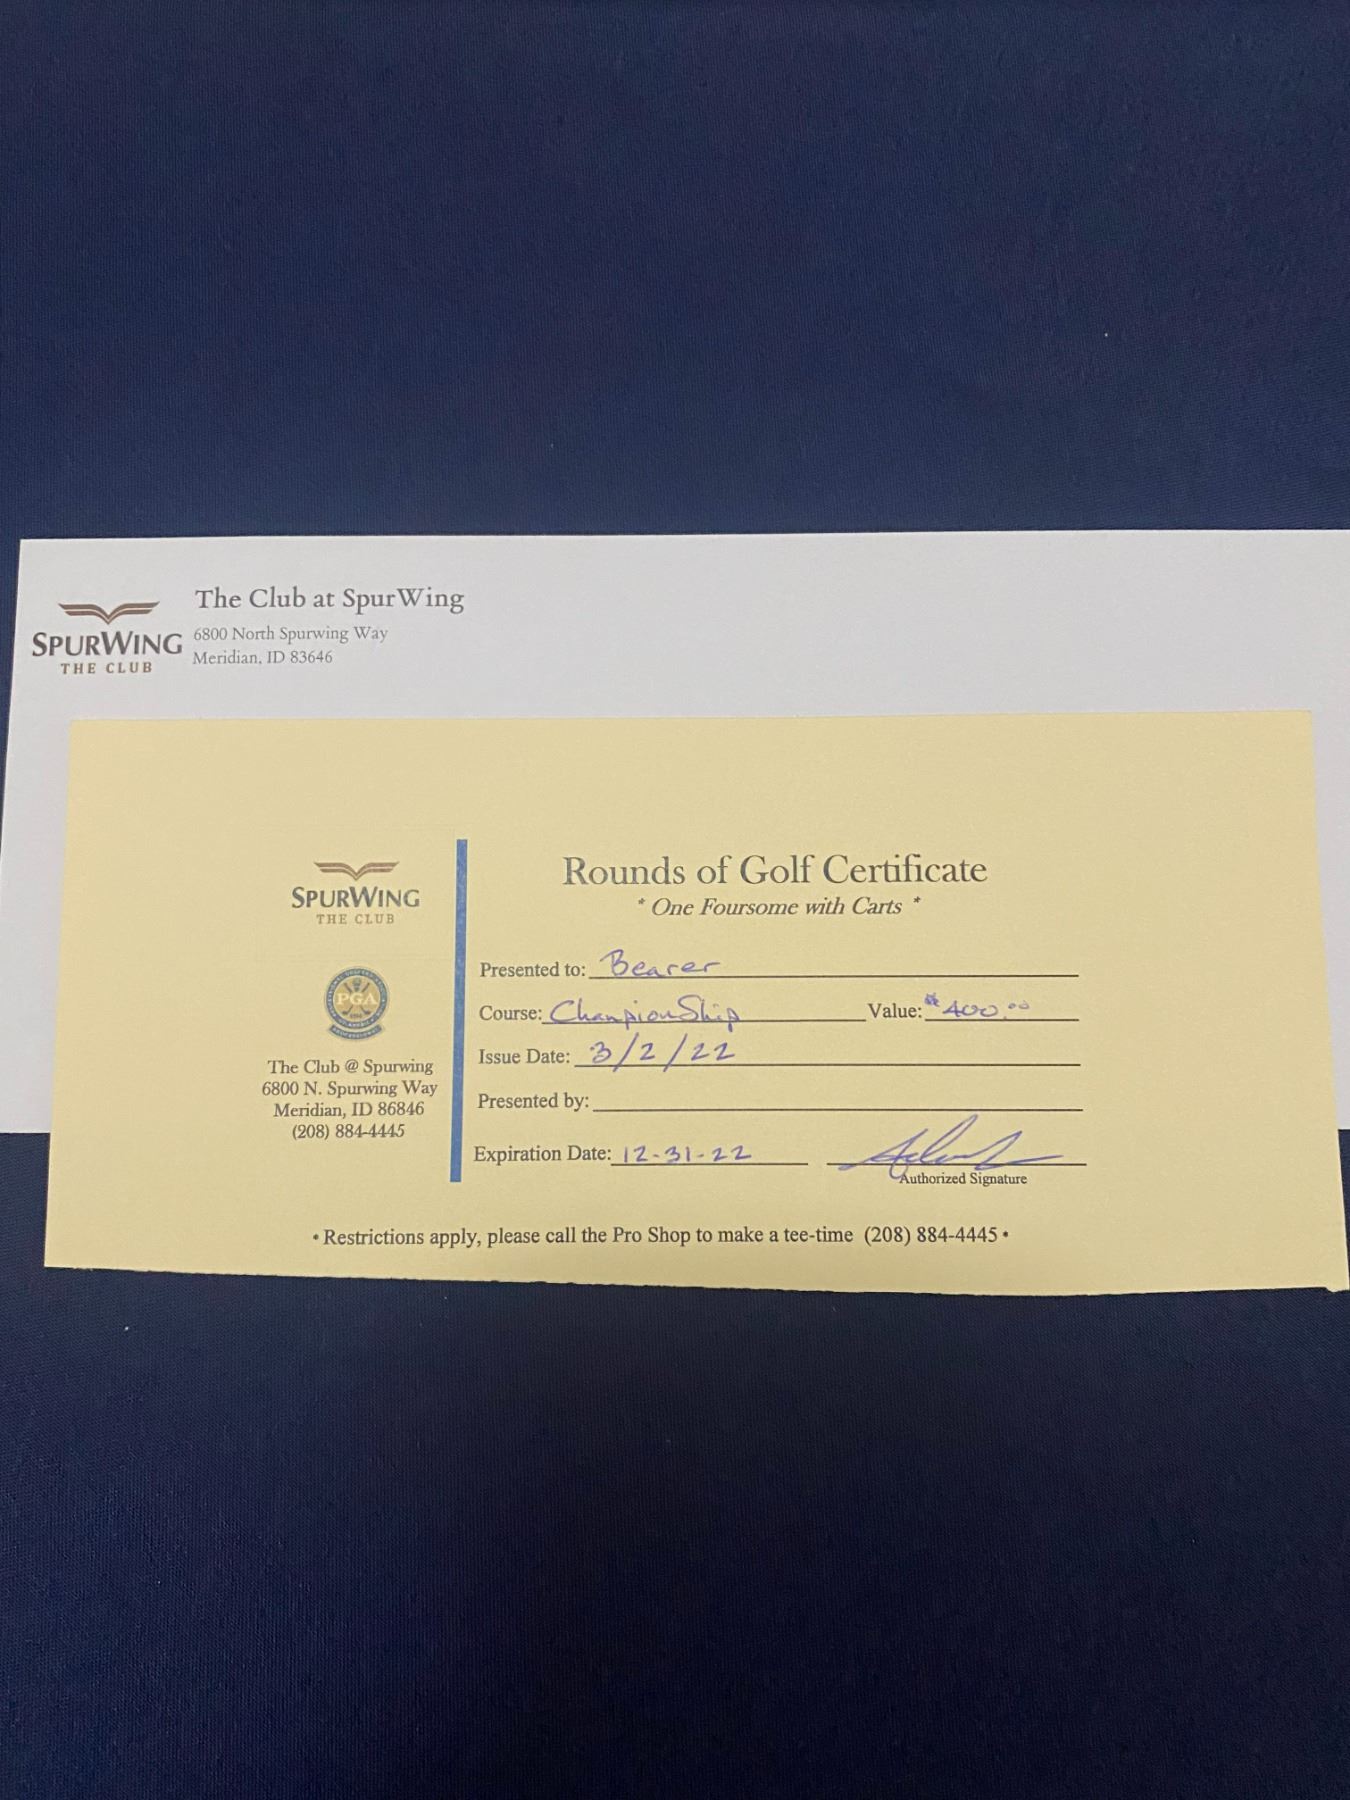 The Club at SpurWing
6800 North Spurwing Way
Meridian, ID 83646
SPURWING
THE CLUB
SPURWING
THE CLUB
PGA
The Club @ Spurwing
6800 N. Spurwing Way
Meridian, ID 86846
(208) 884-4445
Rounds of Golf Certificate
* One Foursome with Carts *
Presented to: Bearer
Course: ChanpionShip Value: $400.00
Issue Date: 3/2/22
Presented by:
Expiration Date: 12-31-22
Authorized Signature
• Restrictions apply, please call the Pro Shop to make a tee-time (208) 884-4445 •